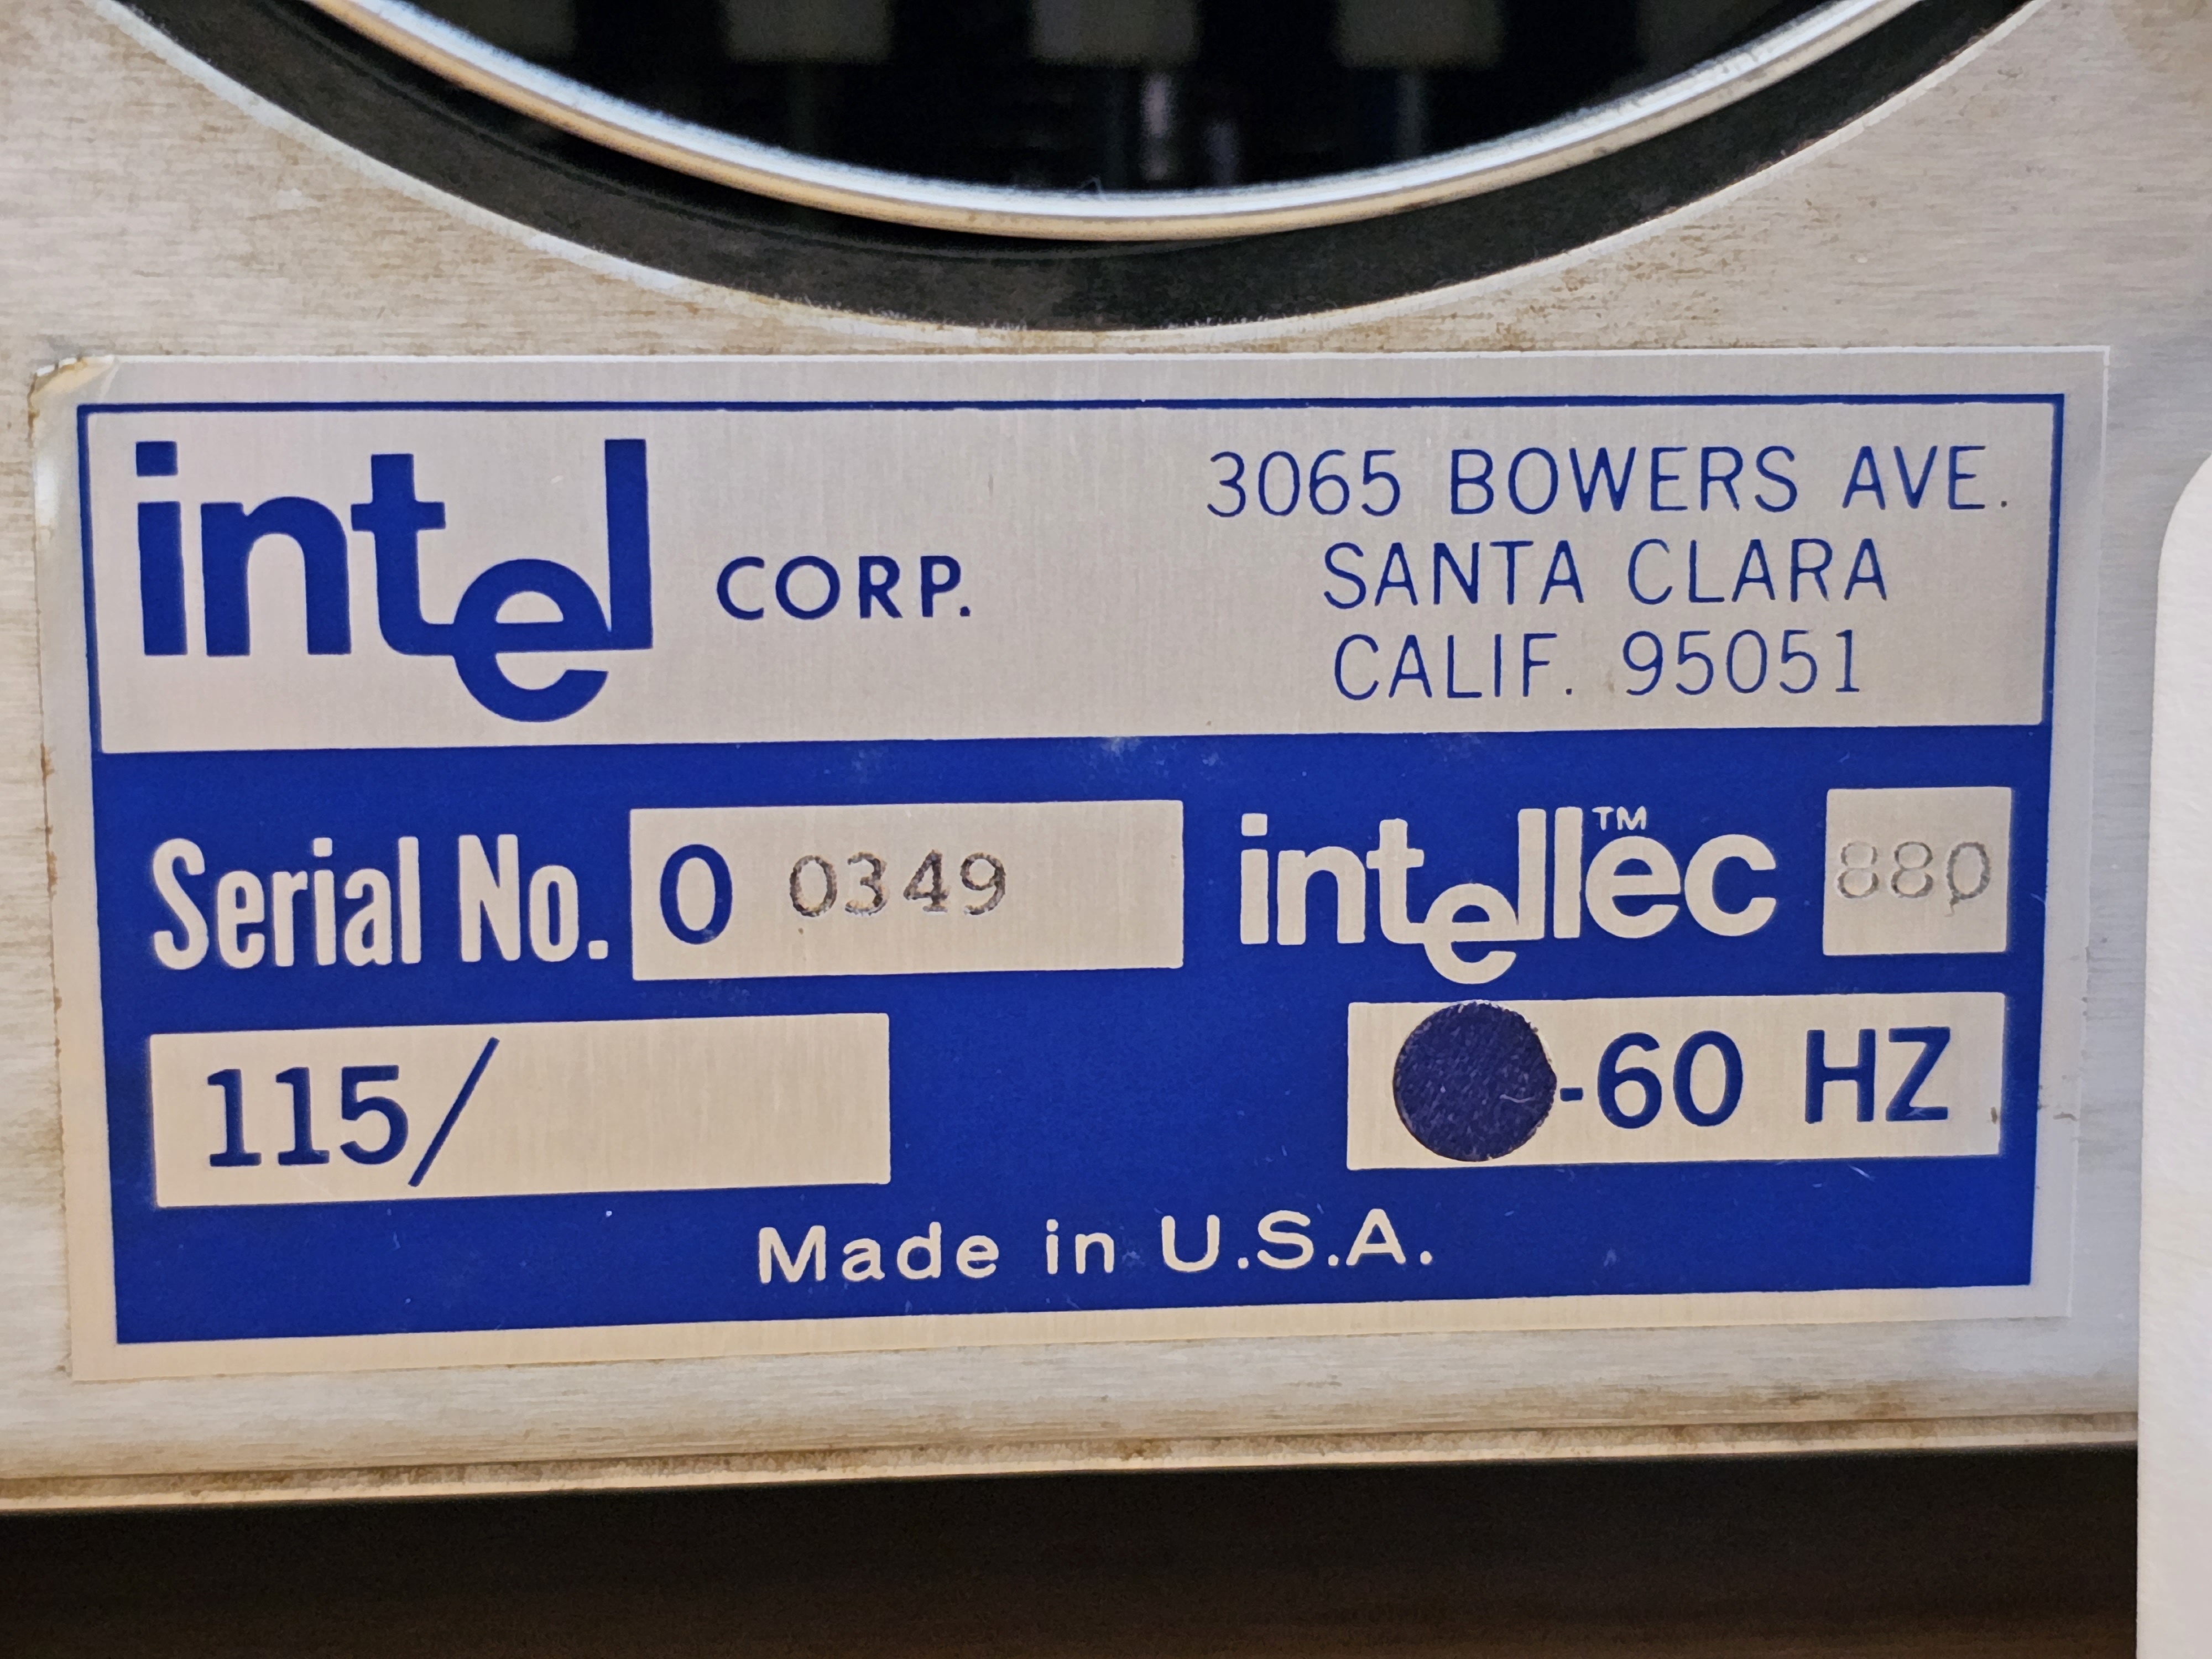 intel CORP.
3065 BOWERS AVE.
SANTA CLARA
CALIF. 95051
Serial No. 0 0349
intellec™ 880
115/
-60 HZ
Made in U.S.A.